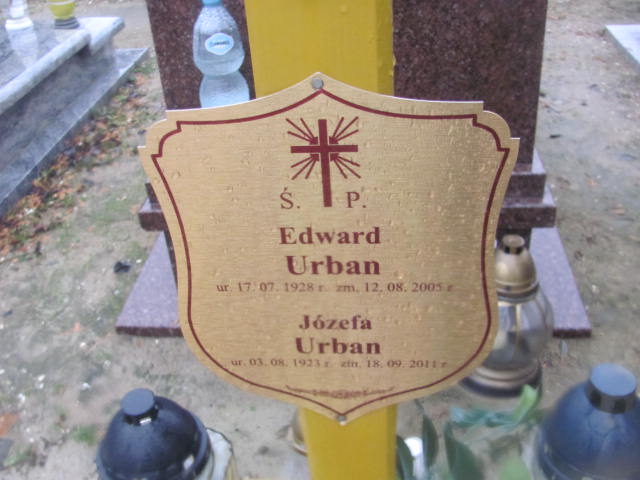 Ś. P.
Edward
Urban
ur. 17. 07. 1928 r. zm. 12. 08. 2005 r
Józefa
Urban
ur. 03. 08. 1923 r. zm. 18. 09. 2011 r